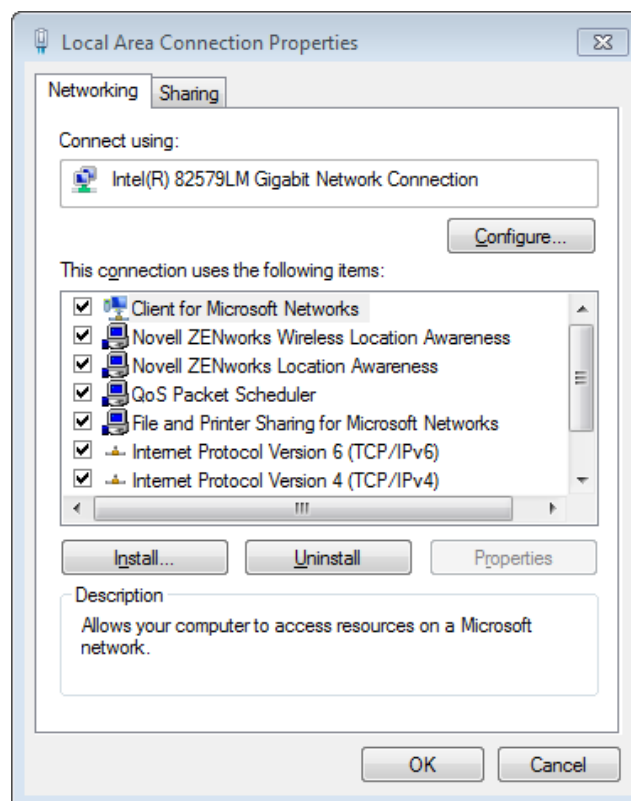 Local Area Connection Properties
Networking
Sharing
Connect using:
Intel(R) 82579LM Gigabit Network Connection
Configure...
This connection uses the following items:
Client for Microsoft Networks
Novell ZENworks Wireless Location Awareness
Novell ZENworks Location Awareness
QoS Packet Scheduler
File and Printer Sharing for Microsoft Networks
Internet Protocol Version 6 (TCP/IPv6)
Internet Protocol Version 4 (TCP/IPv4)
Install...
Uninstall
Properties
Description
Allows your computer to access resources on a Microsoft
network.
OK
Cancel